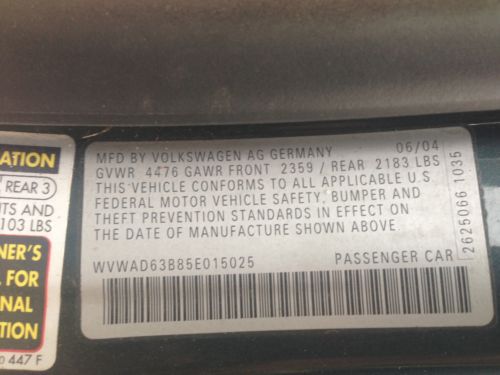 ATION
REAR 3
TS AND
103 LBS
NER'S
FOR
NAL
TION
447 F
MFD BY VOLKSWAGEN AG GERMANY 06/04
GVWR 4476 GAWR FRONT 2359 / REAR 2183 LBS
THIS VEHICLE CONFORMS TO ALL APPLICABLE U.S.
FEDERAL MOTOR VEHICLE SAFETY, BUMPER AND
THEFT PREVENTION STANDARDS IN EFFECT ON
THE DATE OF MANUFACTURE SHOWN ABOVE
WVWAD63B85E015025 PASSENGER CAR
26250661035